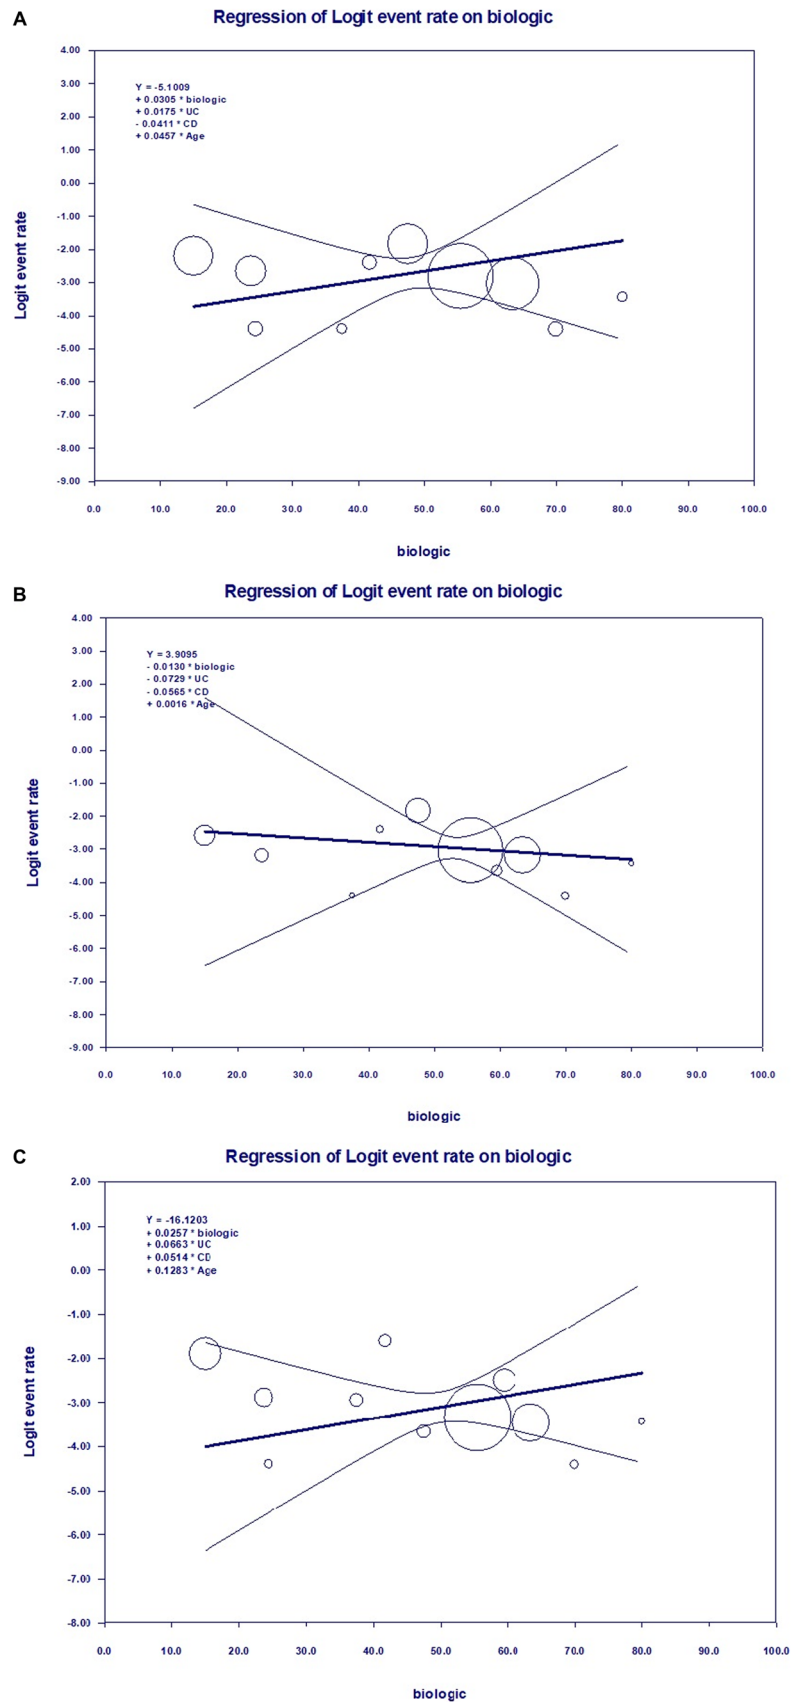 A
Regression of Logit event rate on biologic
4.00
3.00
2.00
1.00
0.00
-1.00
-2.00
-3.00
-4.00
-5.00
-6.00
-7.00
-8.00
-9.00
Logit event rate
Y = -5.1009
+ 0.0305 * biologic
+ 0.0175 * UC
- 0.0411 * CD
+ 0.0457 * Age
0.0 10.0 20.0 30.0 40.0 50.0 60.0 70.0 80.0 90.0 100.0
biologic
B
Regression of Logit event rate on biologic
4.00
3.00
2.00
1.00
0.00
-1.00
-2.00
-3.00
-4.00
-5.00
-6.00
-7.00
-8.00
-9.00
Logit event rate
Y = 3.9095
- 0.0130 * biologic
- 0.0729 * UC
- 0.0565 * CD
+ 0.0016 * Age
0.0 10.0 20.0 30.0 40.0 50.0 60.0 70.0 80.0 90.0 100.0
biologic
C
Regression of Logit event rate on biologic
2.00
1.00
0.00
-1.00
-2.00
-3.00
-4.00
-5.00
-6.00
-7.00
-8.00
Logit event rate
Y = -16.1203
+ 0.0257 * biologic
+ 0.0663 * UC
+ 0.0514 * CD
+ 0.1283 * Age
0.0 10.0 20.0 30.0 40.0 50.0 60.0 70.0 80.0 90.0 100.0
biologic